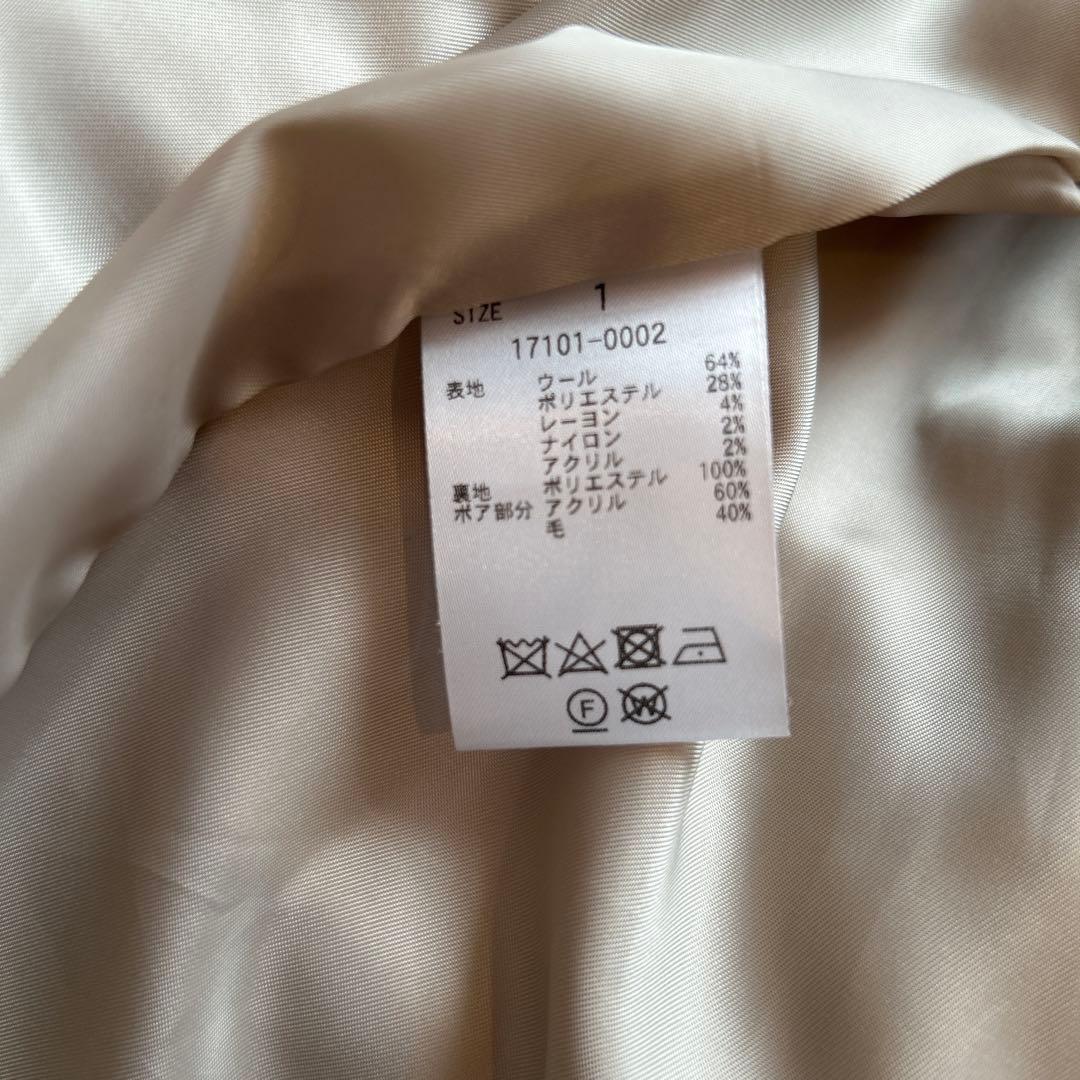 SIZE 1
17101-0002
表地 ウール 64%
ポリエステル 28%
レーヨン 4%
ナイロン 2%
アクリル 2%
裏地 ポリエステル 100%
ボア部分 アクリル 60%
毛 40%
F W